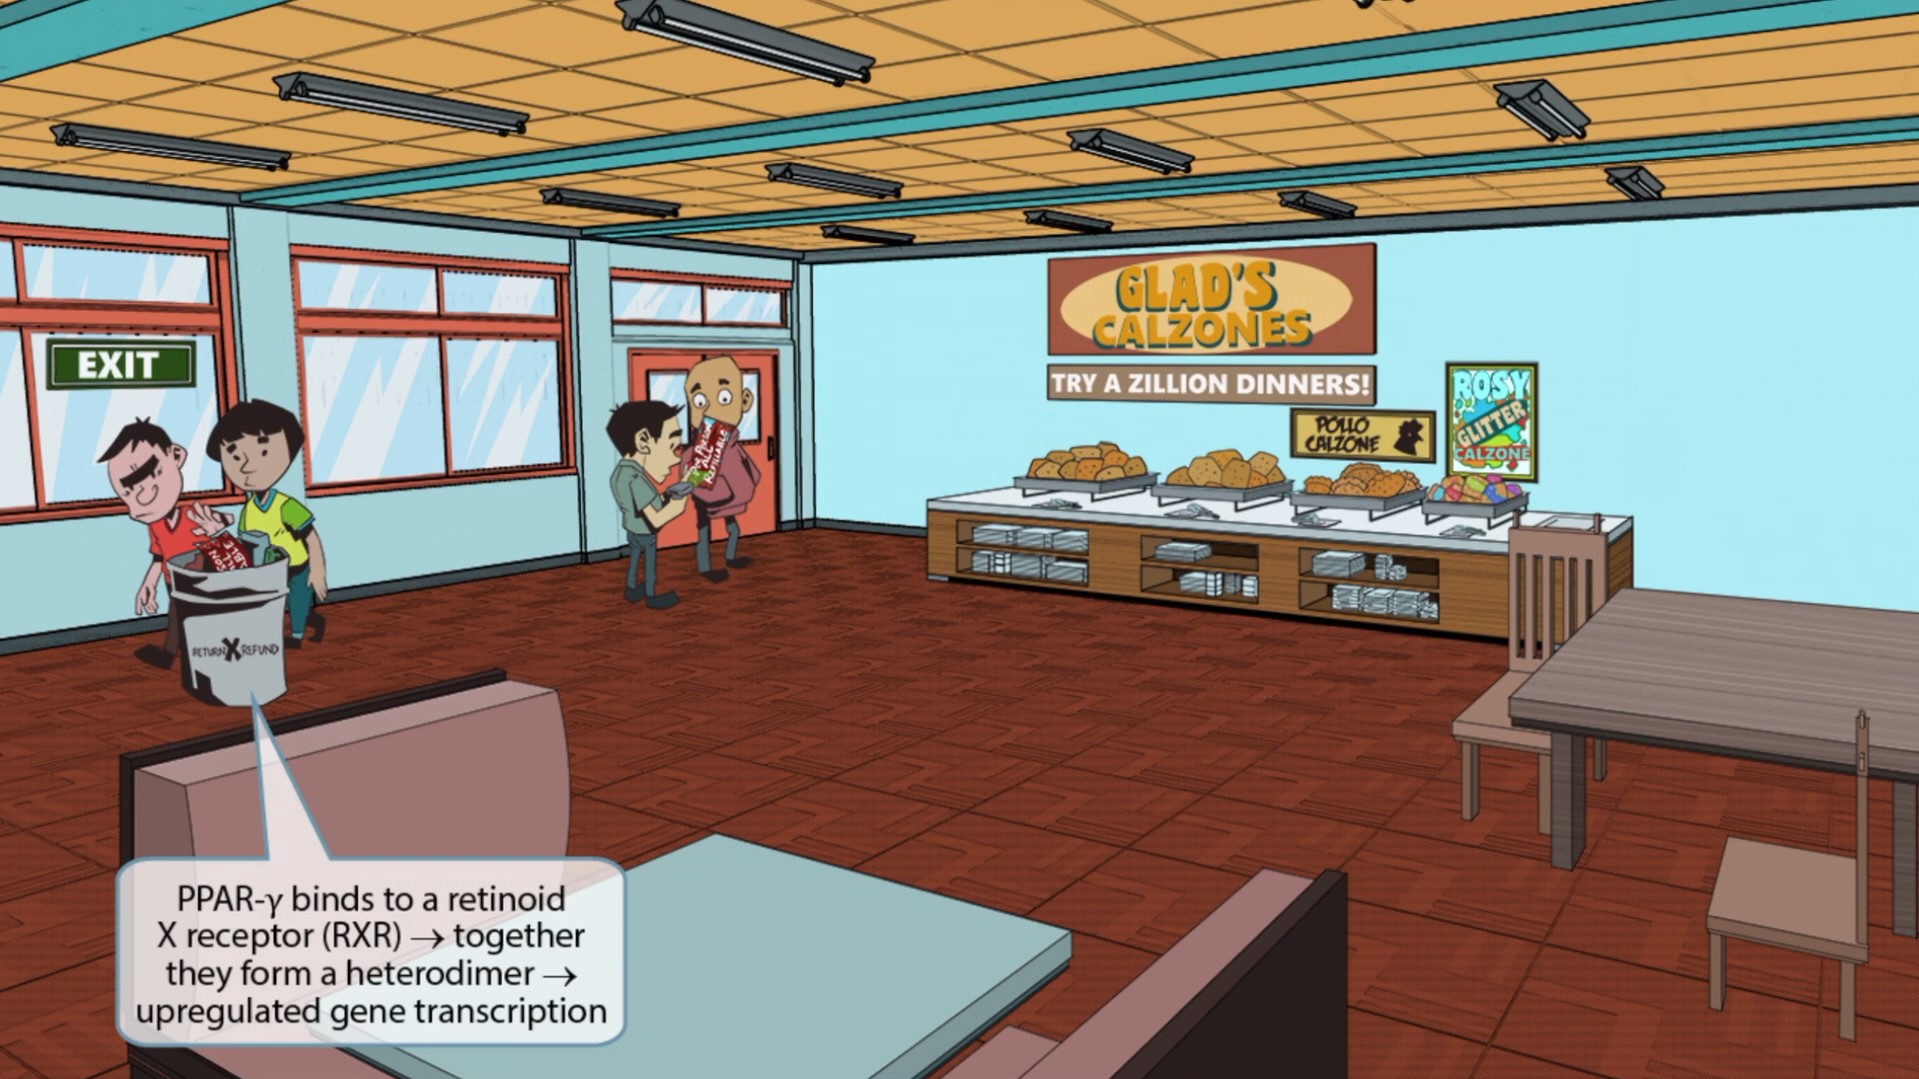 GLAD'S
CALZONES
TRY A ZILLION DINNERS!
POLLO
CALZONE
ROSY
GLITTER
CALZONE
EXIT
REFILLABLE
RETURN X REFUND
PPAR-γ binds to a retinoid
X receptor (RXR) → together
they form a heterodimer →
upregulated gene transcription